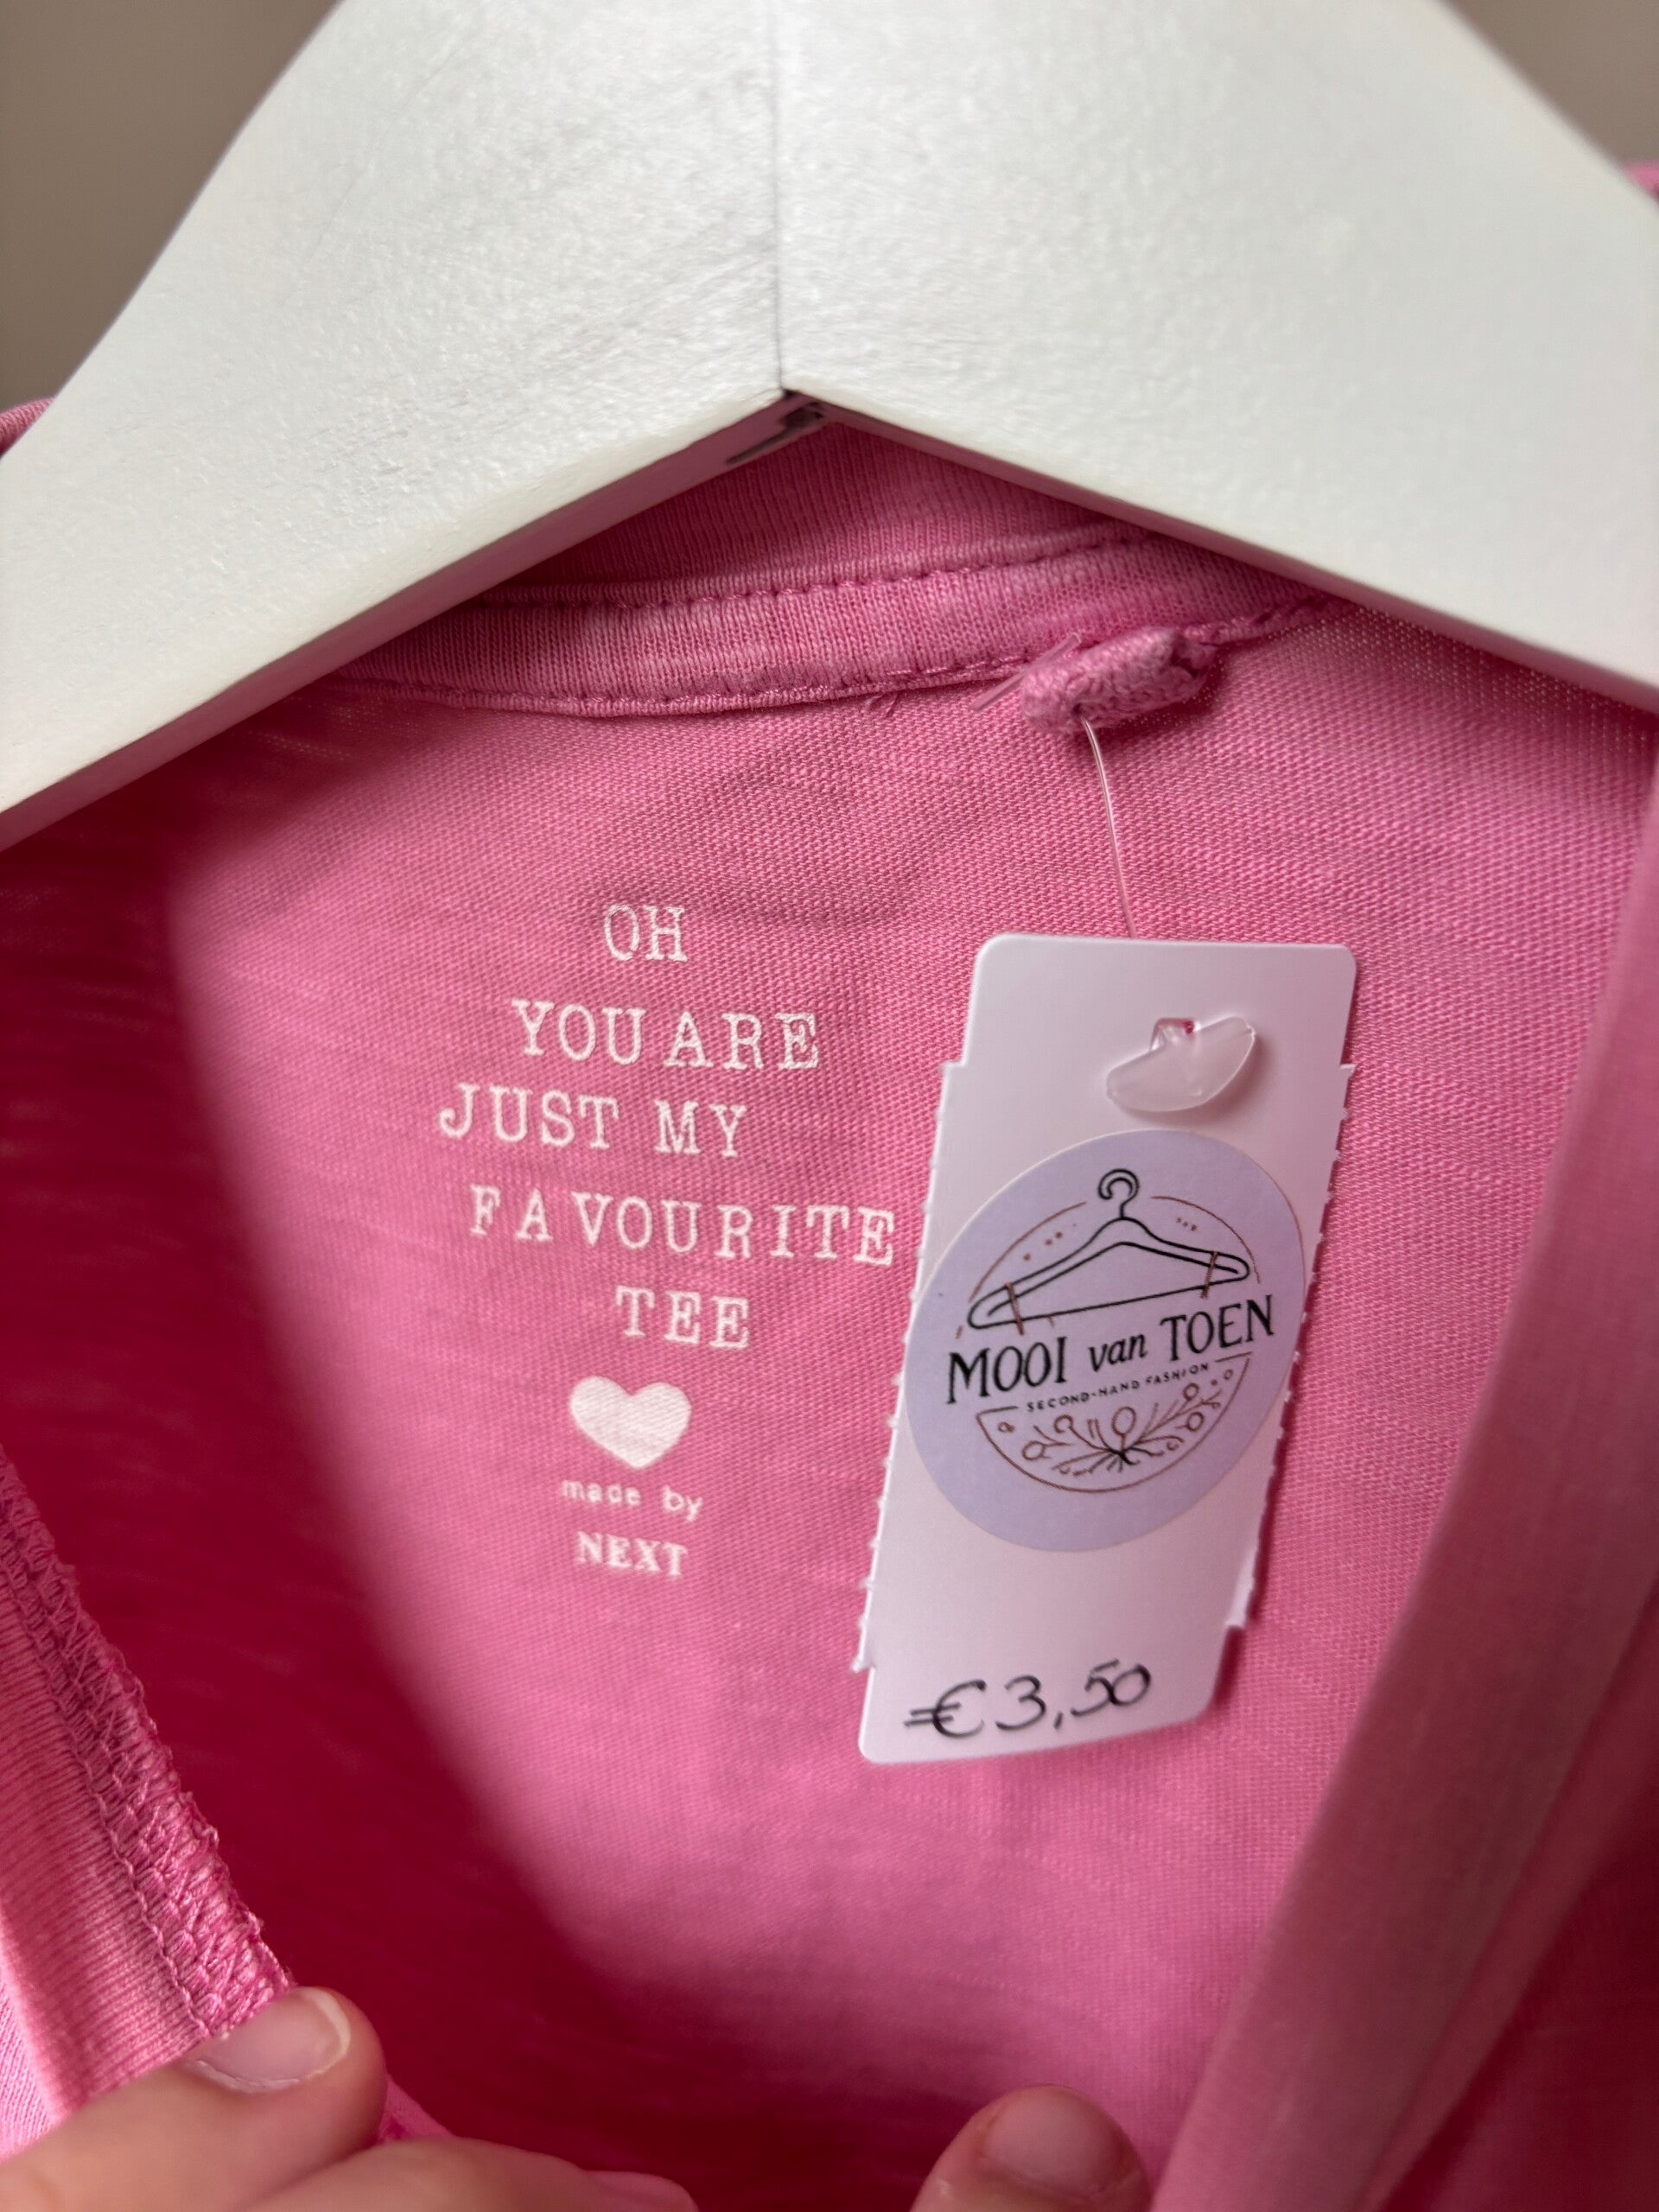 OH
YOU ARE
JUST MY
FAVOURITE
TEE
made by
NEXT
MOOI van TOEN
SECOND-HAND FASHION
€3,50